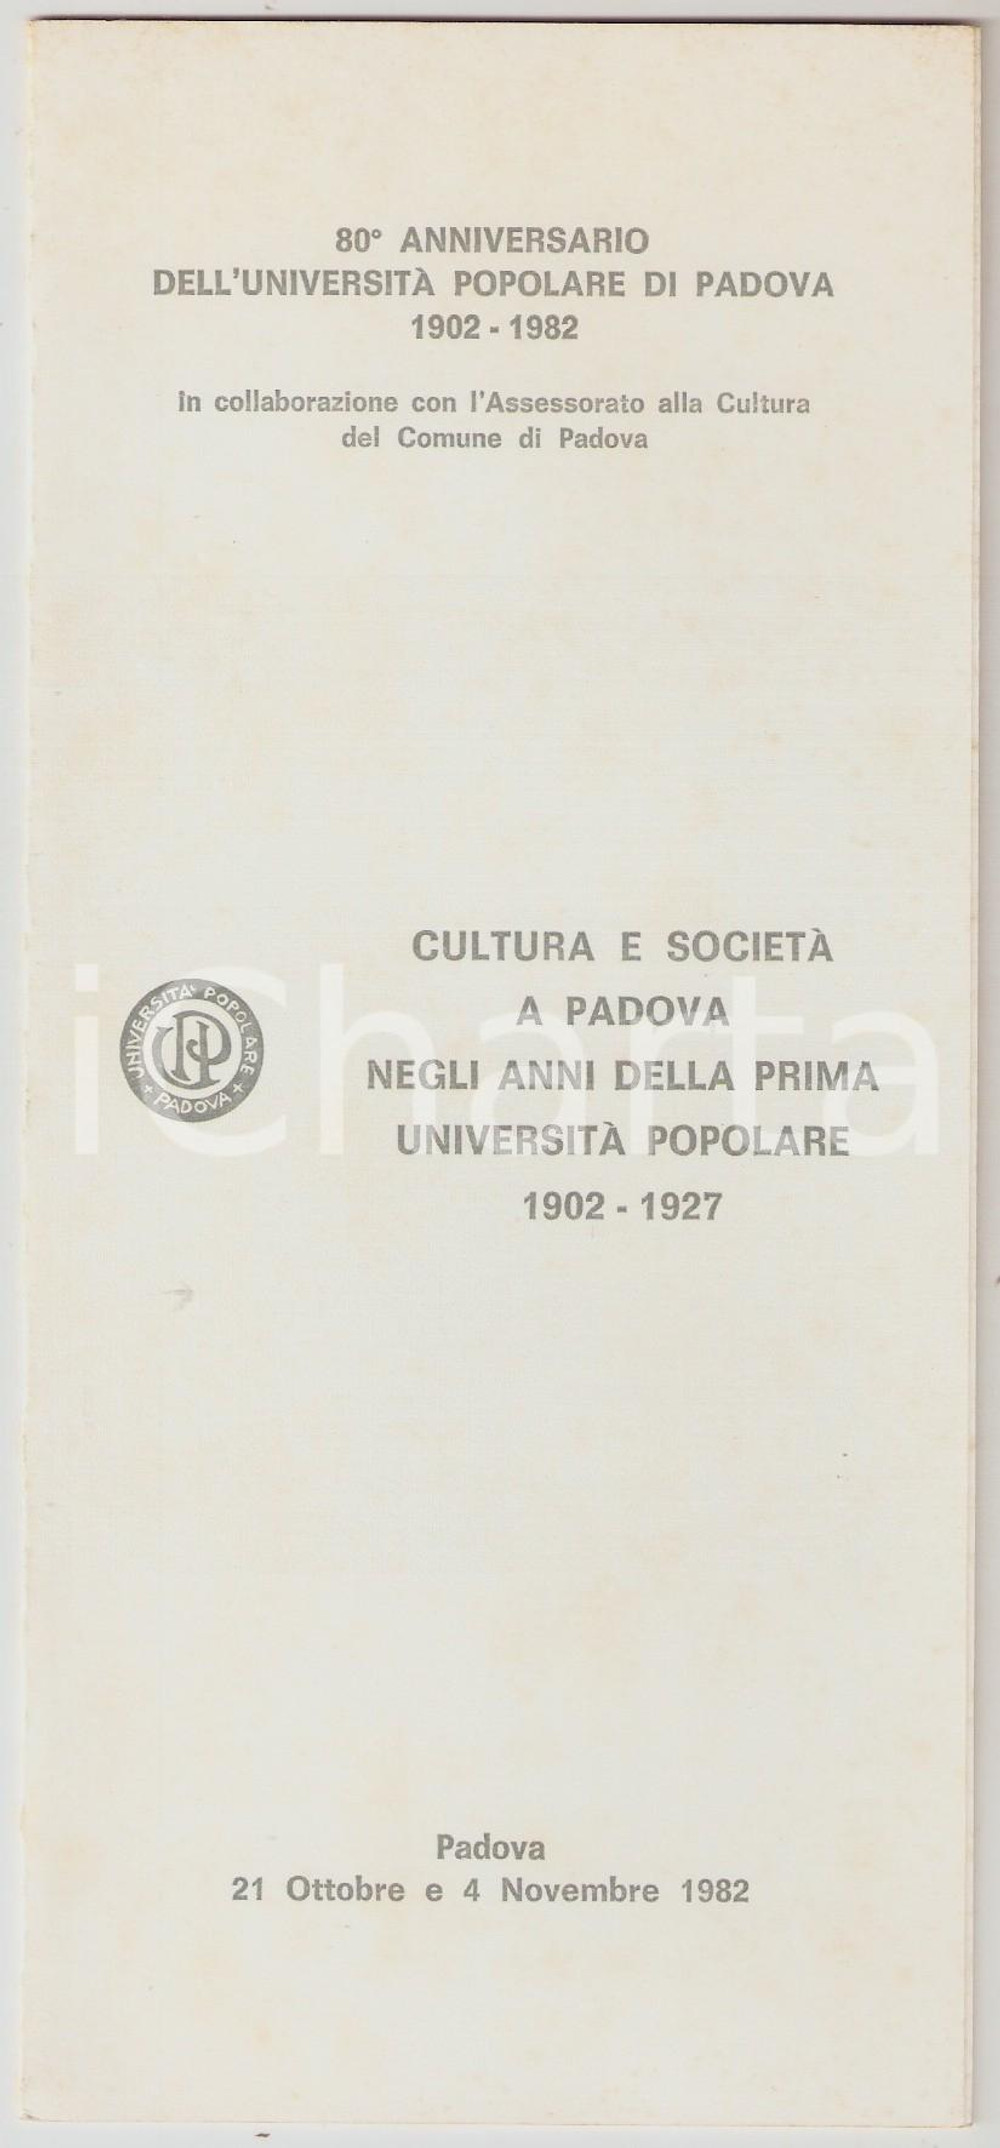 80° ANNIVERSARIO
DELL'UNIVERSITÀ POPOLARE DI PADOVA
1902 - 1982
in collaborazione con l'Assessorato alla Cultura
del Comune di Padova
CULTURA E SOCIETÀ
A PADOVA
NEGLI ANNI DELLA PRIMA
UNIVERSITÀ POPOLARE
1902 - 1927
UNIVERSITA' POPOLARE
UP
+ PADOVA +
iCharta
Padova
21 Ottobre e 4 Novembre 1982